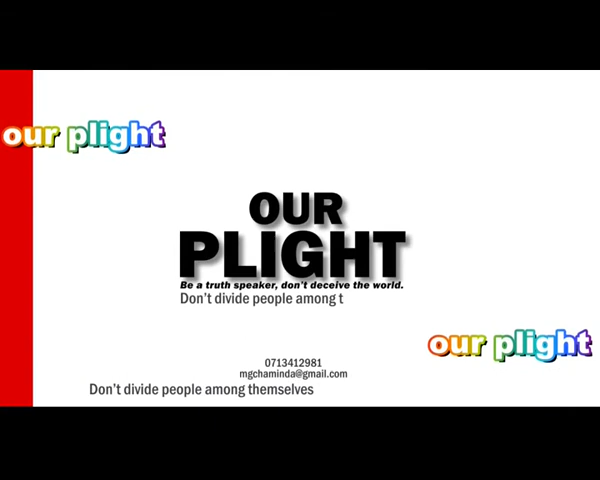 our plight
OUR
PLIGHT
Be a truth speaker, don't deceive the world.
Don't divide people among t
our plight
0713412981
mgchaminda@gmail.com
Don't divide people among themselves